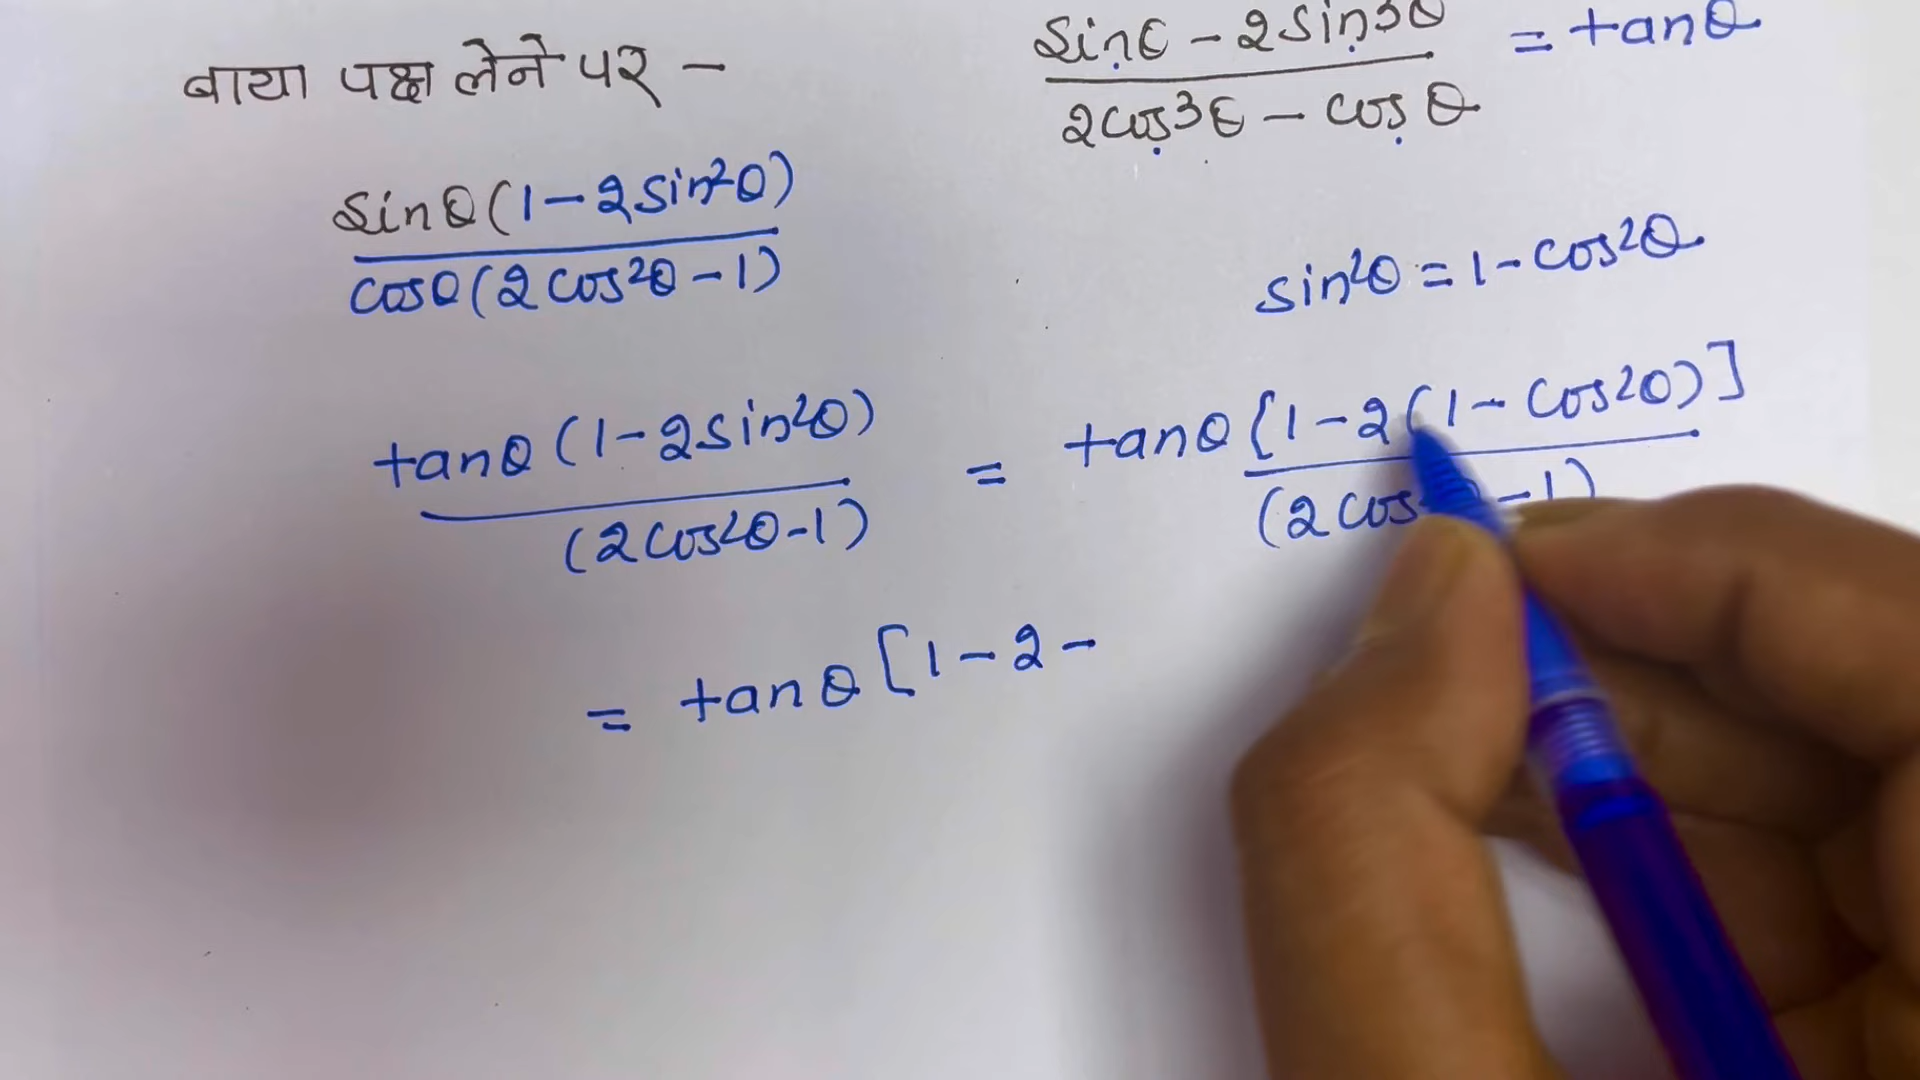 sinθ - 2sin³θ = tanθ
2cos³θ - cosθ
बाया पक्ष लेने पर -
sinθ(1-2sin²θ)
cosθ(2cos²θ-1)
sin²θ = 1-cos²θ
tanθ(1-2sin²θ) = tanθ[1-2(1-cos²θ)]
(2cos²θ-1) (2cos -1)
= tanθ[1-2-